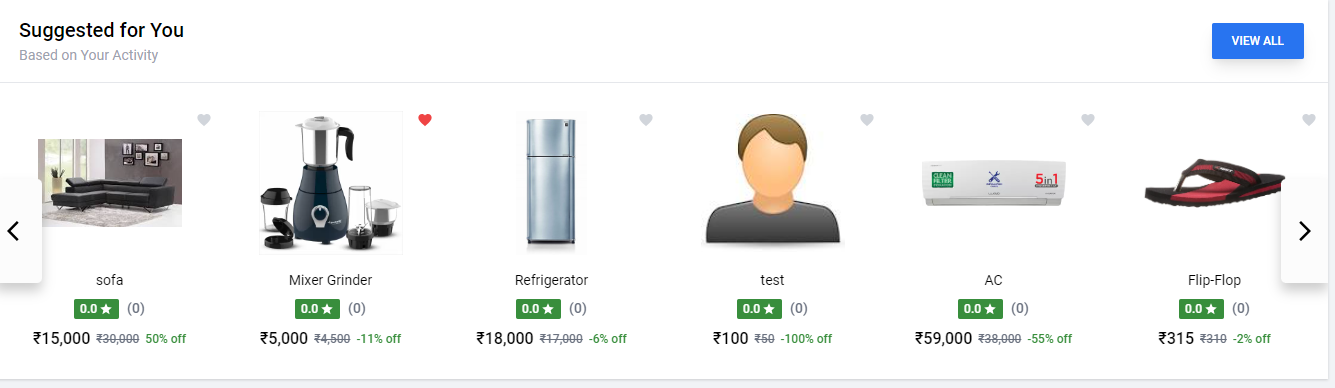 Suggested for You
Based on Your Activity
VIEW ALL
CLEAN
FILTER
5in1
sofa
Mixer Grinder
Refrigerator
test
AC
Flip-Flop
0.0 ★ (0)
0.0 ★ (0)
0.0 ★ (0)
0.0 ★ (0)
0.0 ★ (0)
0.0 ★ (0)
₹15,000 ₹30,000 50% off
₹5,000 ₹4,500 -11% off
₹18,000 ₹17,000 -6% off
₹100 ₹50 -100% off
₹59,000 ₹38,000 -55% off
₹315 ₹310 -2% off